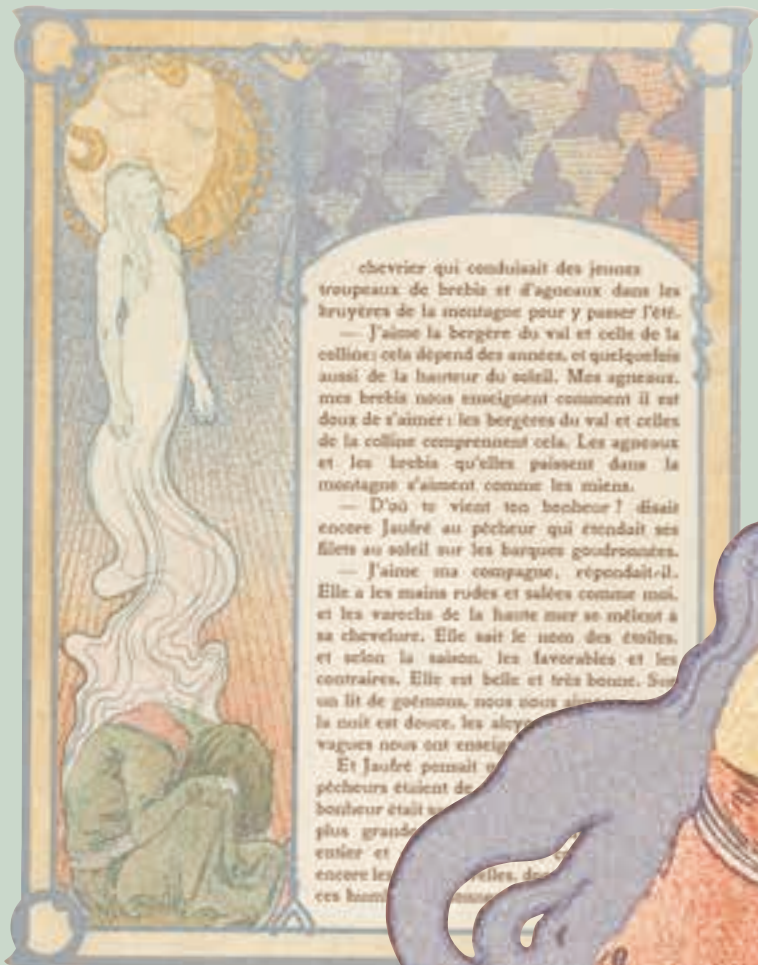 chevrier qui conduisait des jeunes
troupeaux de brebis et d'agneaux dans les
bruyères de la montagne pour y passer l'été.
— J'aime la bergère du val et celle de la
colline; cela dépend des années, et quelquefois
aussi de la hauteur du soleil. Mes agneaux,
mes brebis nous enseignent comment il est
doux de s'aimer; les bergères du val et celles
de la colline comprennent cela. Les agneaux
et les brebis qu'elles paissent dans la
montagne s'aiment comme les miens.
— D'où te vient ton bonheur? disait
encore Jaufré au pêcheur qui étendait ses
filets au soleil sur les barques goudronnées.
— J'aime ma compagne, répondait-il.
Elle a les mains rudes et salées comme moi,
et les varechs de la haute mer se mêlent à
sa chevelure. Elle sait le nom des étoiles,
et selon la saison, les favorables et les
contraires. Elle est belle et très bonne. Sur
un lit de goémons, nous nous
la nuit est douce, les
vagues nous ont
Et Jaufré pensait
pêcheurs étaient de
bonheur était
plus
entier et
encore les
ces